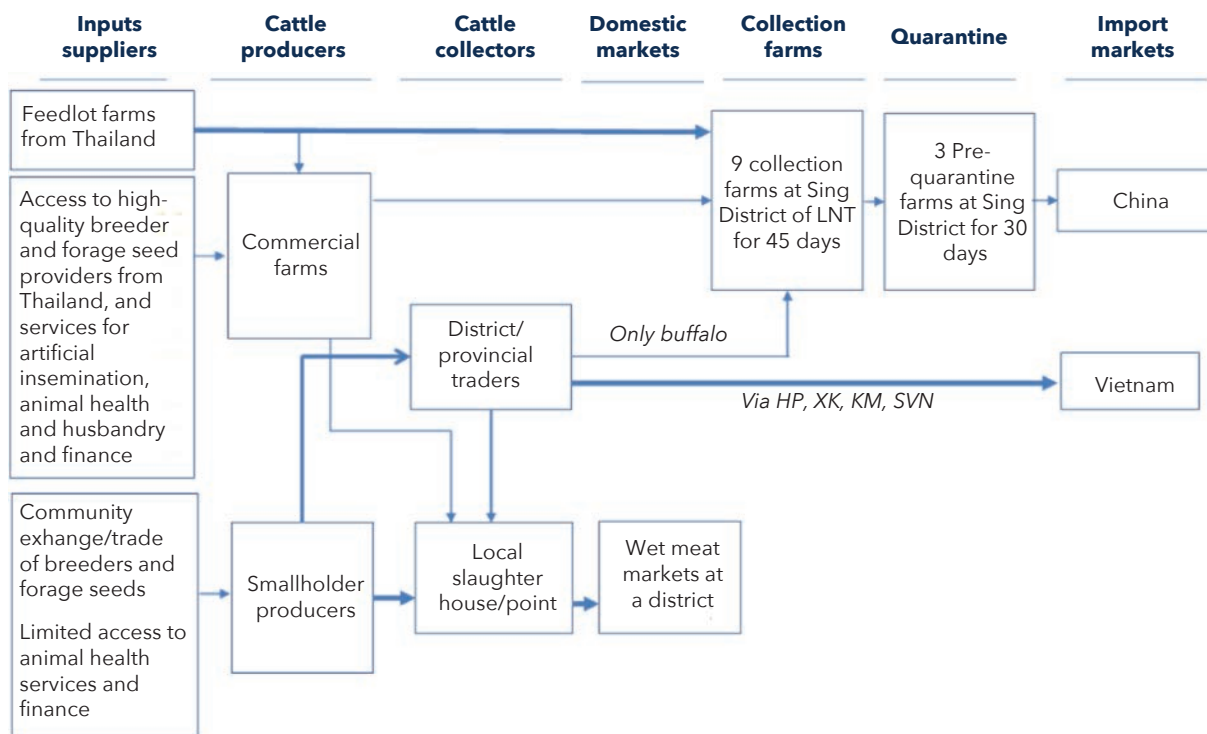 Inputs
suppliers
Cattle
producers
Cattle
collectors
Domestic
markets
Collection
farms
Quarantine
Import
markets
Feedlot farms
from Thailand
Access to high-
quality breeder
and forage seed
providers from
Thailand, and
services for
artificial
insemination,
animal health
and husbandry
and finance
Community
exhange/trade
of breeders and
forage seeds
Limited access to
animal health
services and
finance
Commercial
farms
Smallholder
producers
District/
provincial
traders
Local
slaughter
house/point
Only buffalo
Via HP, XK, KM, SVN
Wet meat
markets at
a district
9 collection
farms at Sing
District of LNT
for 45 days
3 Pre-
quarantine
farms at Sing
District for 30
days
China
Vietnam